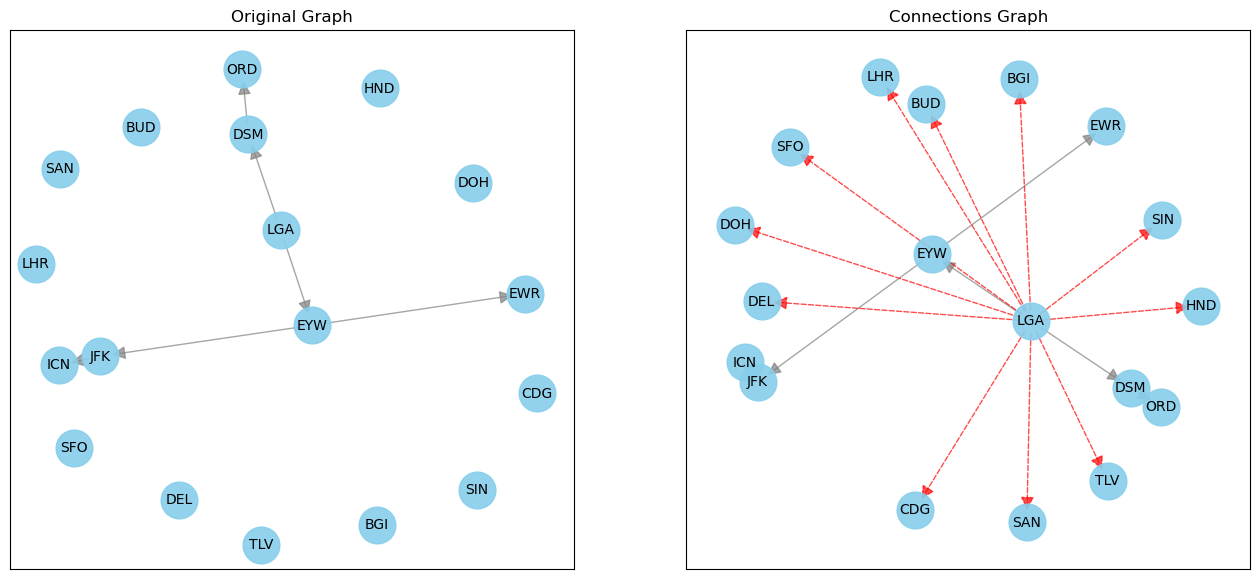 Original Graph
ORD
HND
BUD
DSM
SAN
DOH
LGA
LHR
EWR
EYW
JFK
ICN
CDG
SFO
SIN
DEL
BGI
TLV
Connections Graph
LHR
BGI
BUD
EWR
SFO
SIN
DOH
EYW
DEL
HND
LGA
ICN
JFK
DSM
ORD
TLV
CDG
SAN